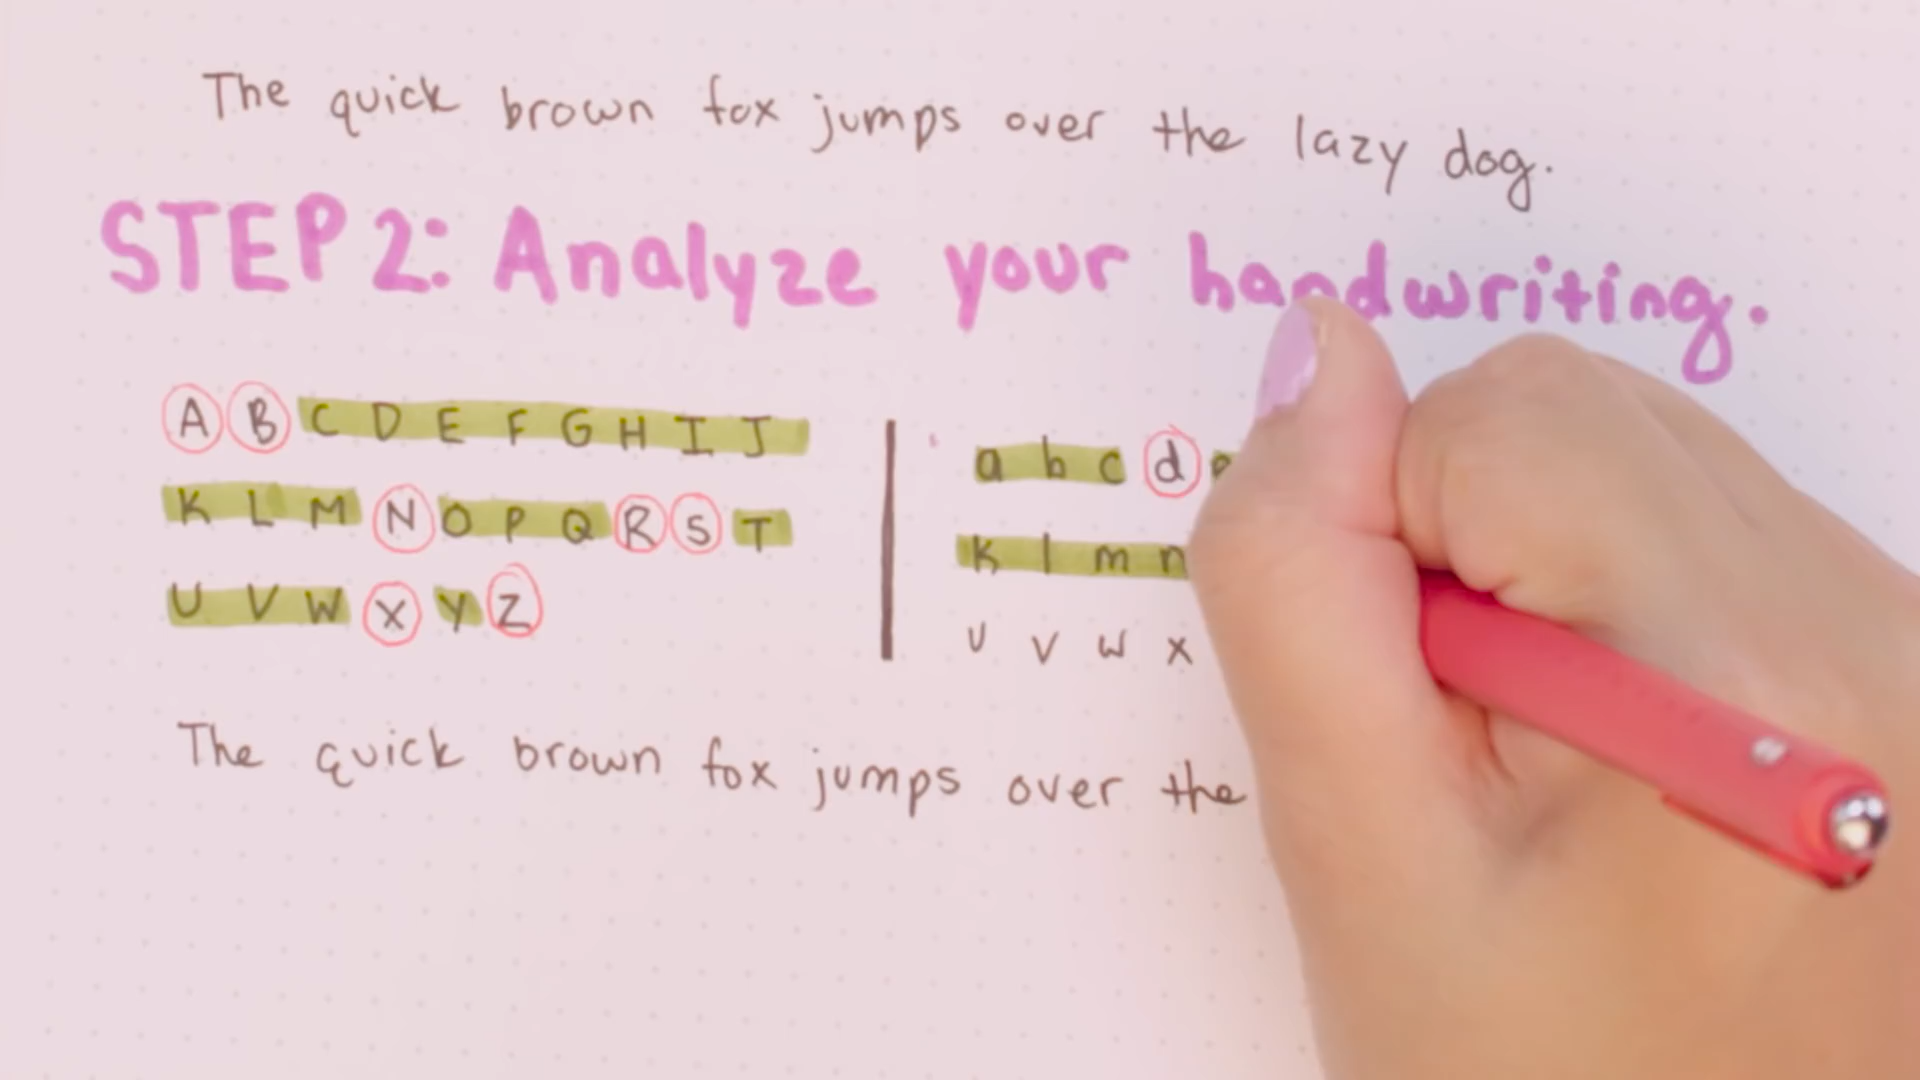 The quick brown fox jumps over the lazy dog.
STEP 2: Analyze your handwriting.
A B C D E F G H I J
K L M N O P Q R S T
U V W X Y Z
a b c d
k l m n
u v w x
The quick brown fox jumps over the